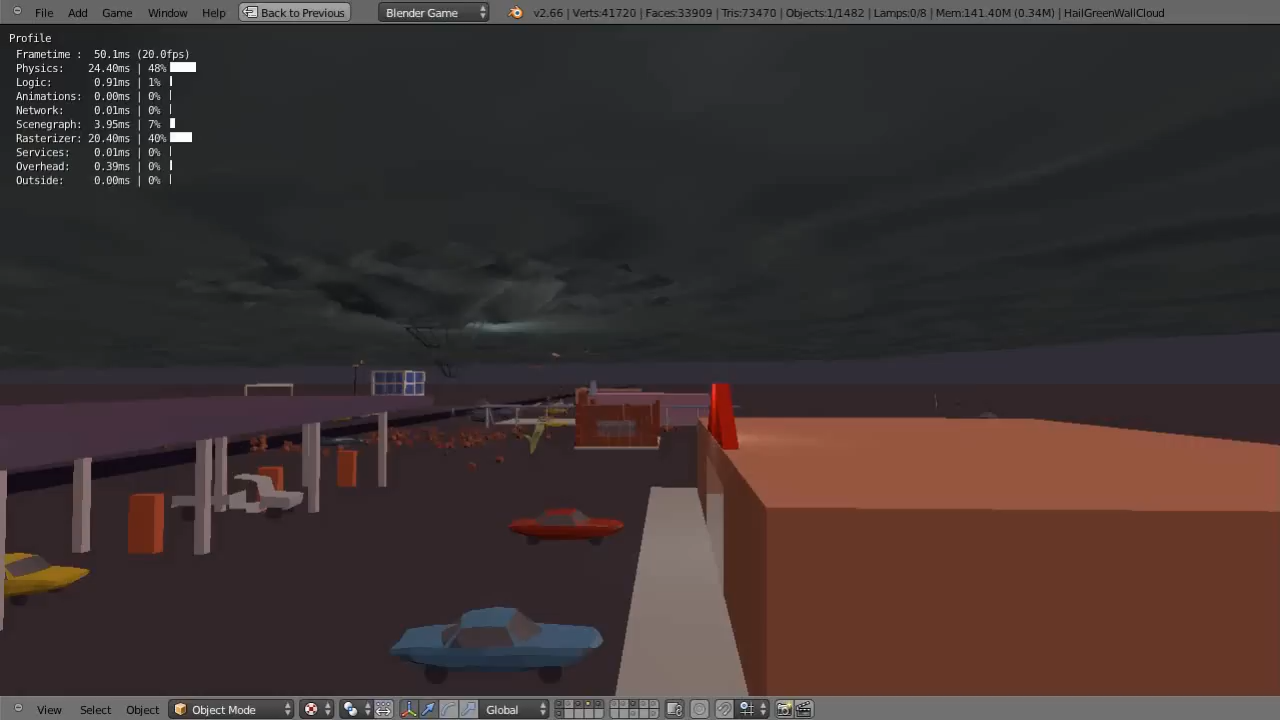 File Add Game Window Help Back to Previous Blender Game v2.66 | Verts:41720 | Faces:33909 | Tris:73470 | Objects:1/1482 | Lamps:0/8 | Mem:141.40M (0.34M) | HailGreenWallCloud
Profile
Frametime : 50.1ms (20.0fps)
Physics: 24.40ms | 48%
Logic: 0.91ms | 1%
Animations: 0.00ms | 0%
Network: 0.01ms | 0%
Scenegraph: 3.95ms | 7%
Rasterizer: 20.40ms | 40%
Services: 0.01ms | 0%
Overhead: 0.39ms | 0%
Outside: 0.00ms | 0%
View Select Object Object Mode Global